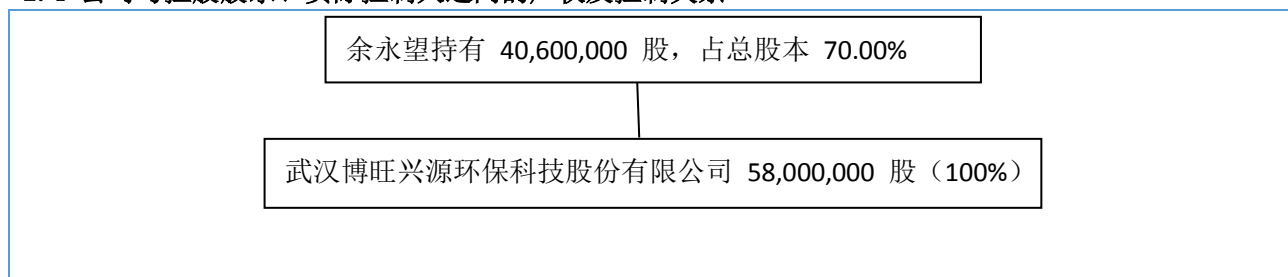 余永望持有 40,600,000 股，占总股本 70.00%
武汉博旺兴源环保科技股份有限公司 58,000,000 股（100%）